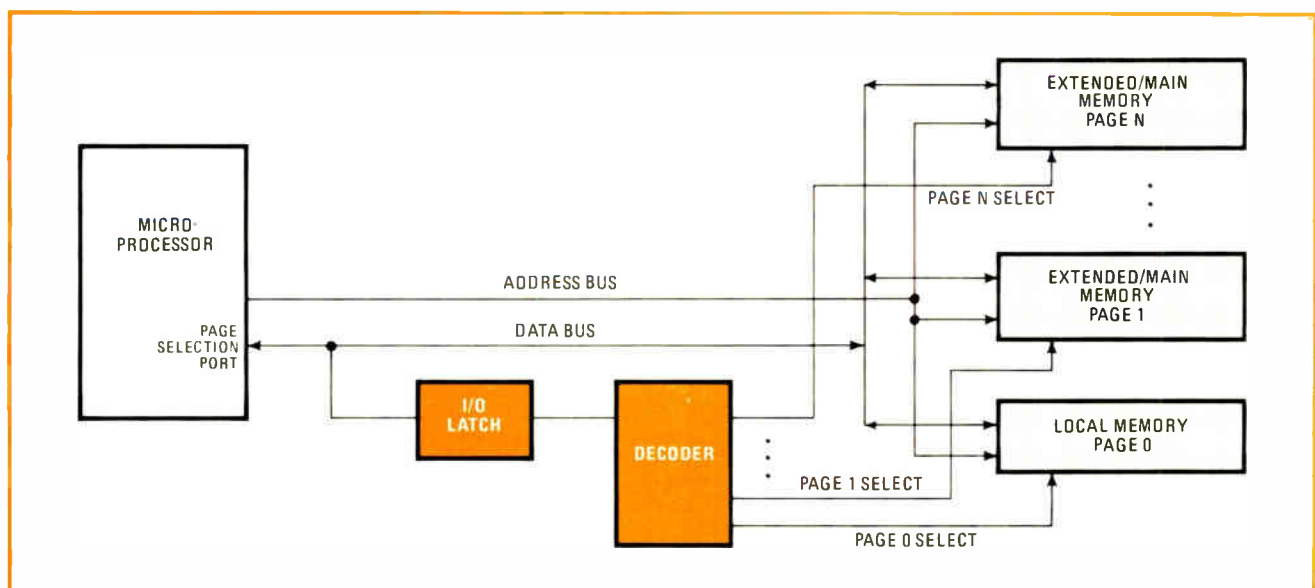 EXTENDED/MAIN
MEMORY
PAGE N
PAGE N SELECT
MICRO-
PROCESSOR
ADDRESS BUS
EXTENDED/MAIN
MEMORY
PAGE 1
PAGE
SELECTION
PORT
DATA BUS
I/O
LATCH
DECODER
LOCAL MEMORY
PAGE 0
PAGE 1 SELECT
PAGE 0 SELECT